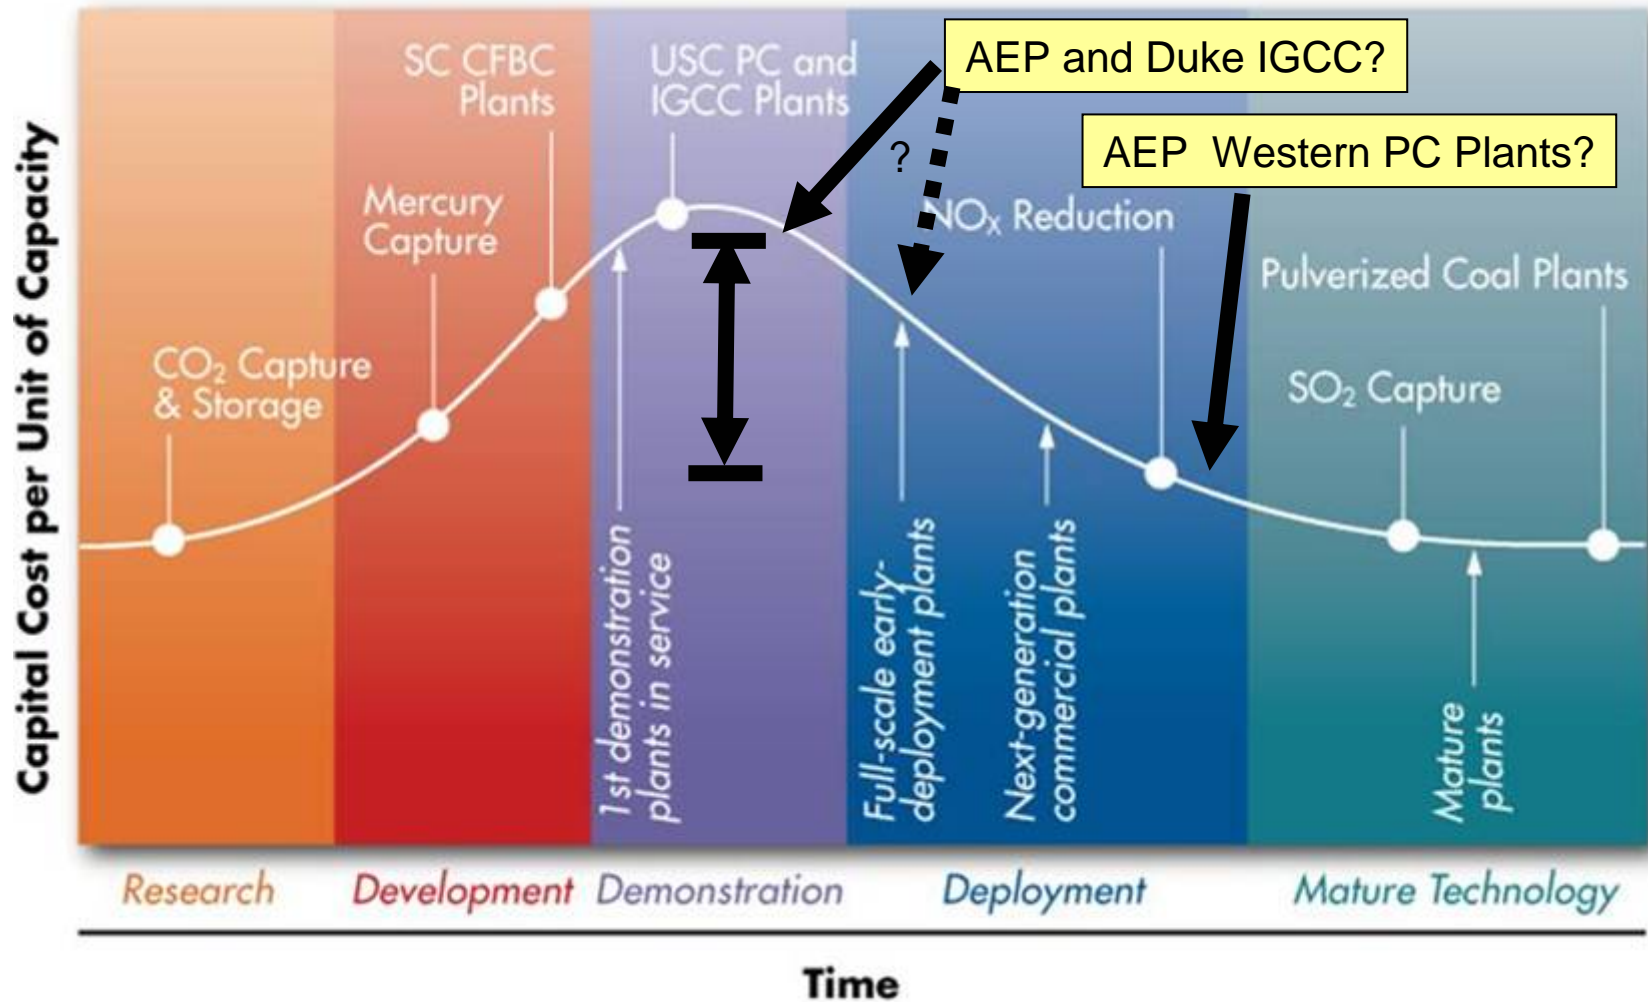 AEP and Duke IGCC?
SC CFBC
Plants
USC PC and
IGCC Plants
?
AEP  Western PC Plants?
Mercury
Capture
NOX Reduction
Pulverized Coal Plants
CO2 Capture
& Storage
SO2 Capture
Capital Cost per Unit of Capacity
1st demonstration
plants in service
Full-scale early-
deployment plants
Next-generation
commercial plants
Mature
plants
Research
Development
Demonstration
Deployment
Mature Technology
Time